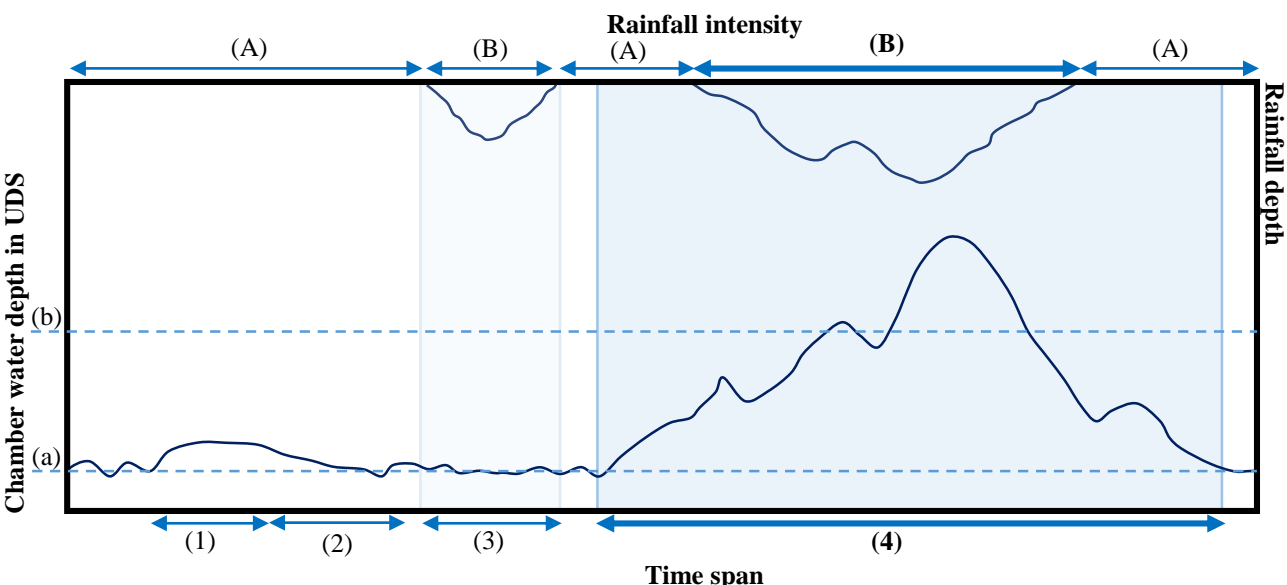 Rainfall intensity
(A)
(B)
(A)
(B)
(A)
Rainfall depth
Chamber water depth in UDS
(b)
(a)
(1)
(2)
(3)
(4)
Time span